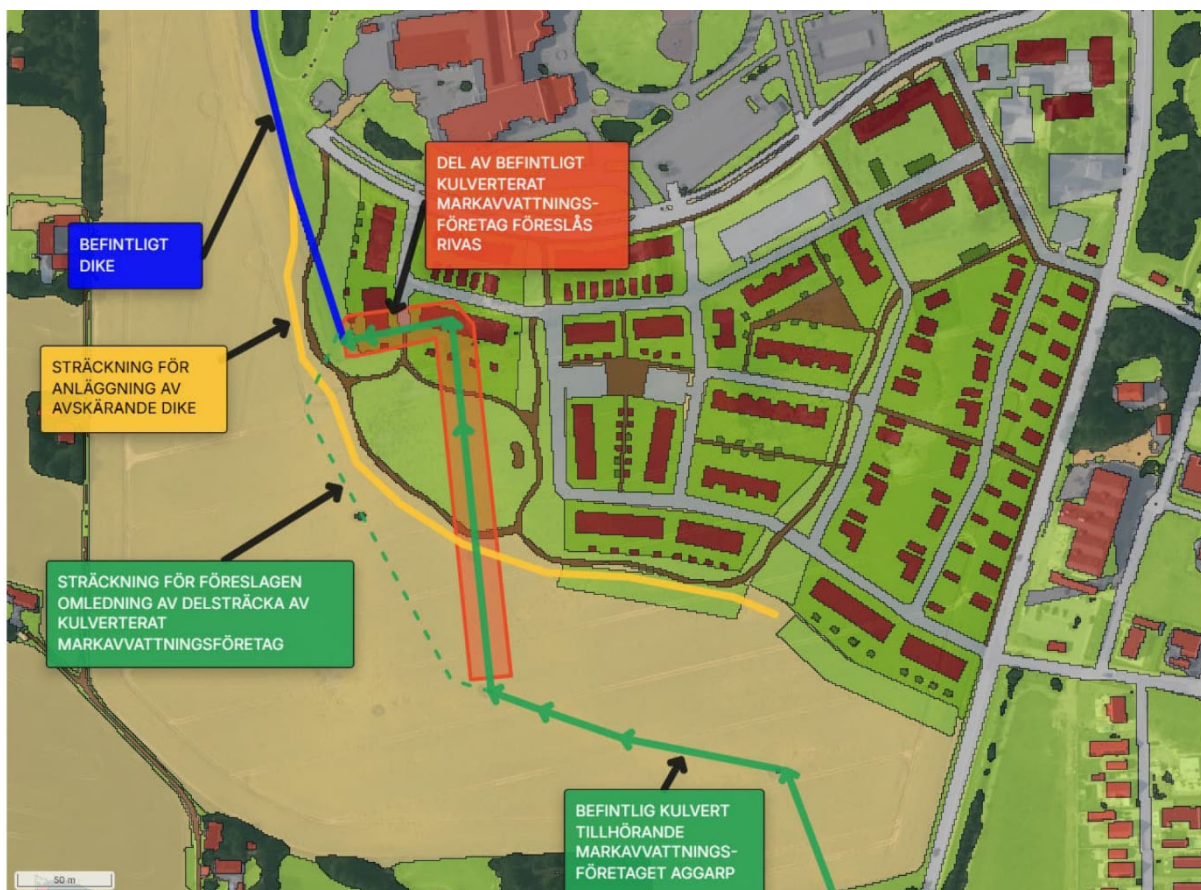 DEL AV BEFINTLIGT
KULVERTERAT
MARKAVVATTNINGS-
FÖRETAG FÖRESLÅS
RIVAS
BEFINTLIGT
DIKE
STRÄCKNING FÖR
ANLÄGGNING AV
AVSKÄRANDE DIKE
STRÄCKNING FÖR FÖRESLAGEN
OMLEDNING AV DELSTRÄCKA AV
KULVERTERAT
MARKAVVATTNINGSFÖRETAG
BEFINTLIG KULVERT
TILLHÖRANDE
MARKAVVATTNINGS-
FÖRETAGET AGGARP
50 m